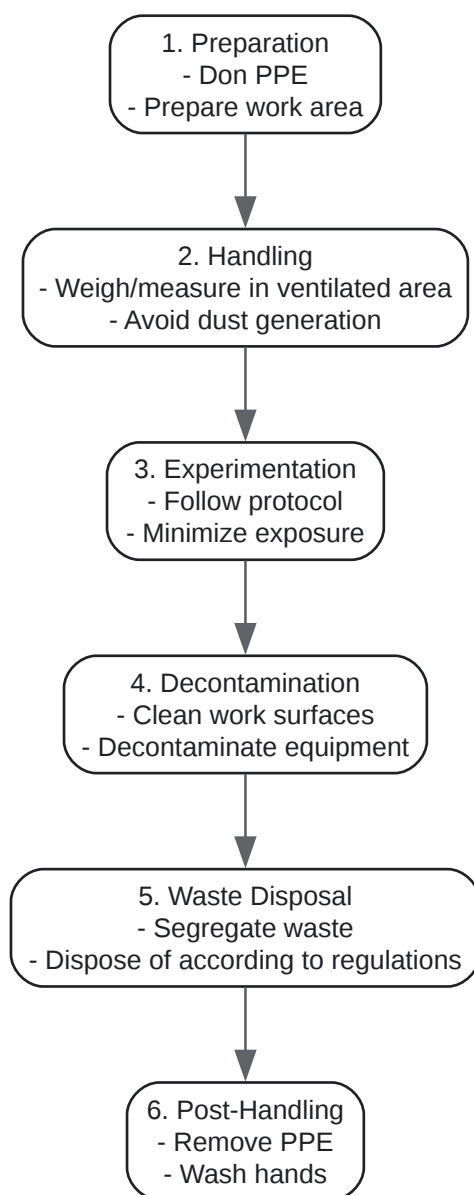 1. Preparation
- Don PPE
- Prepare work area
2. Handling
- Weigh/measure in ventilated area
- Avoid dust generation
3. Experimentation
- Follow protocol
- Minimize exposure
4. Decontamination
- Clean work surfaces
- Decontaminate equipment
5. Waste Disposal
- Segregate waste
- Dispose of according to regulations
6. Post-Handling
- Remove PPE
- Wash hands